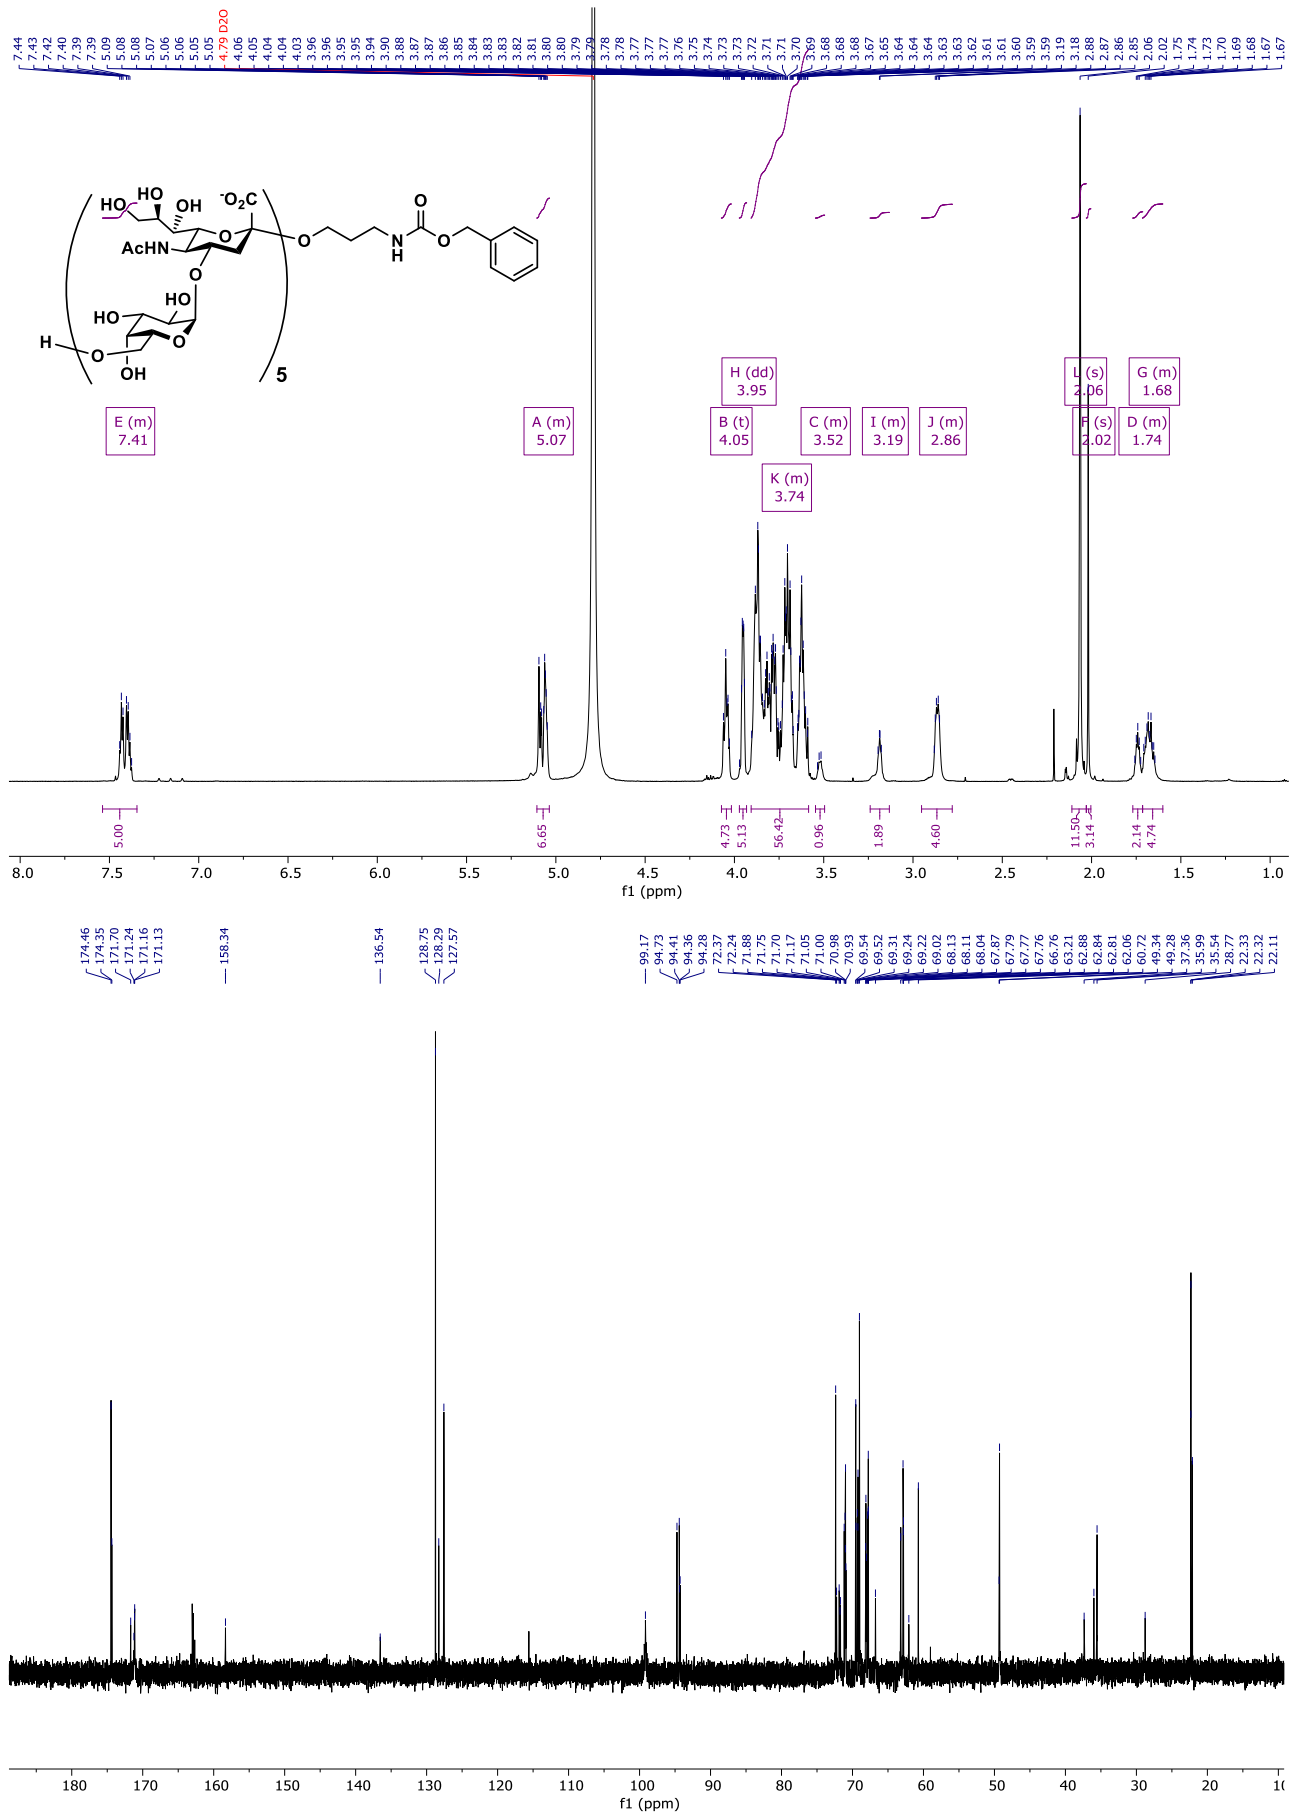 7.44 7.43 7.42 7.40 7.39 7.39 5.09 5.08 5.08 5.07 5.06 5.06 5.05 5.05 4.79 D2O 4.06 4.05 4.04 4.04 4.03 3.96 3.96 3.95 3.95 3.94 3.90 3.88 3.87 3.87 3.86 3.85 3.84 3.83 3.83 3.82 3.81 3.80 3.80 3.79 3.79 3.78 3.78 3.77 3.77 3.77 3.76 3.75 3.74 3.73 3.73 3.72 3.71 3.71 3.70 3.69 3.68 3.68 3.68 3.67 3.65 3.64 3.64 3.64 3.63 3.63 3.62 3.61 3.61 3.60 3.59 3.59 3.19 3.18 2.88 2.87 2.86 2.85 2.06 2.02 1.75 1.74 1.73 1.70 1.69 1.68 1.67 1.67
HO HO OH -O2C O
AcHN O O N H O
O
HO HO
O
H O
OH 5
H (dd) 3.95
L (s) 2.06
G (m) 1.68
E (m) 7.41
A (m) 5.07
B (t) 4.05
C (m) 3.52
I (m) 3.19
J (m) 2.86
F (s) 2.02
D (m) 1.74
K (m) 3.74
5.00 6.65 4.73 5.13 56.42 0.96 1.89 4.60 11.50 3.14 2.14 4.74
8.0 7.5 7.0 6.5 6.0 5.5 5.0 4.5 4.0 3.5 3.0 2.5 2.0 1.5 1.0
f1 (ppm)
174.46 174.35 171.70 171.24 171.16 171.13 158.34 136.54 128.75 128.29 127.57 99.17 94.73 94.41 94.36 94.28 72.37 72.24 71.88 71.75 71.70 71.17 71.05 71.00 70.98 70.93 69.54 69.52 69.31 69.24 69.22 69.02 68.13 68.11 68.04 67.87 67.79 67.77 67.76 66.76 63.21 62.88 62.84 62.81 62.06 60.72 49.34 49.28 37.36 35.99 35.54 28.77 22.33 22.32 22.11
180 170 160 150 140 130 120 110 100 90 80 70 60 50 40 30 20
f1 (ppm)